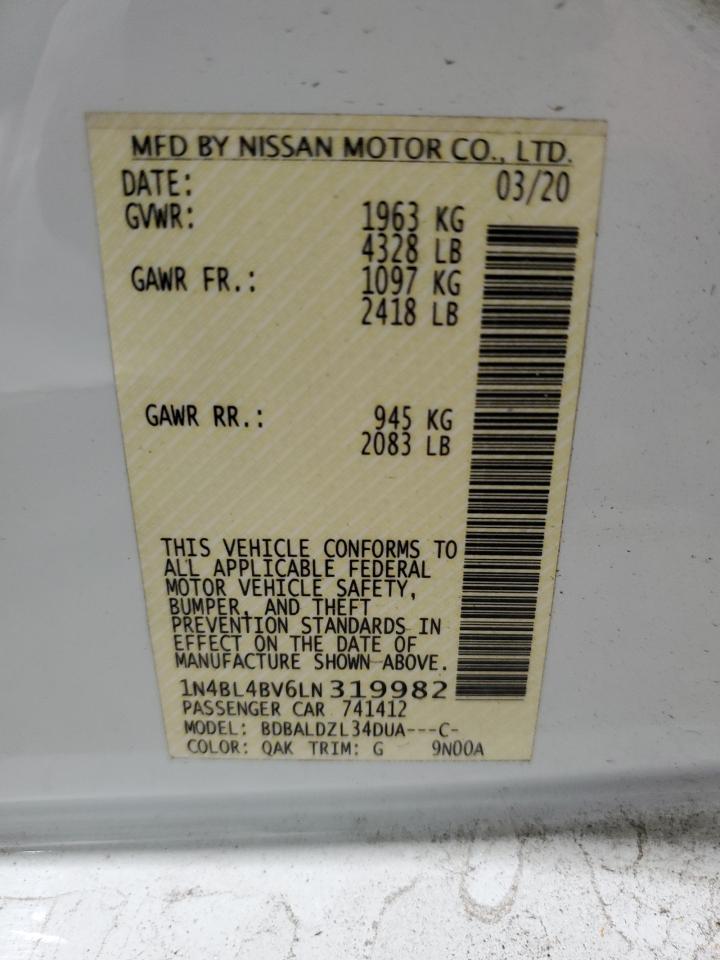 MFD BY NISSAN MOTOR CO., LTD.
DATE: 03/20
GVWR: 1963 KG
4328 LB
GAWR FR.: 1097 KG
2418 LB
GAWR RR.: 945 KG
2083 LB
THIS VEHICLE CONFORMS TO
ALL APPLICABLE FEDERAL
MOTOR VEHICLE SAFETY,
BUMPER, AND THEFT
PREVENTION STANDARDS IN
EFFECT ON THE DATE OF
MANUFACTURE SHOWN ABOVE.
1N4BL4BV6LN319982
PASSENGER CAR 741412
MODEL: BDBALDZL34DUA---C-
COLOR: QAK TRIM: G 9N00A